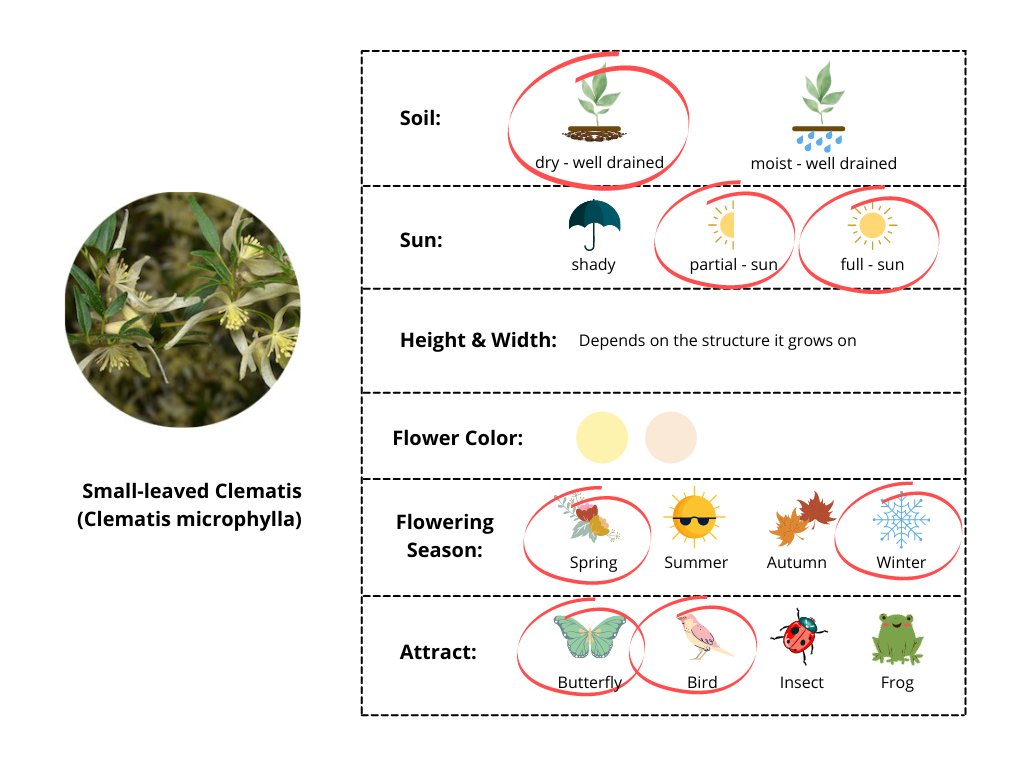 Soil:
dry - well drained
moist - well drained
Sun:
shady
partial - sun
full - sun
Height & Width:
Depends on the structure it grows on
Flower Color:
Small-leaved Clematis
(Clematis microphylla)
Flowering
Season:
Spring
Summer
Autumn
Winter
Attract:
Butterfly
Bird
Insect
Frog